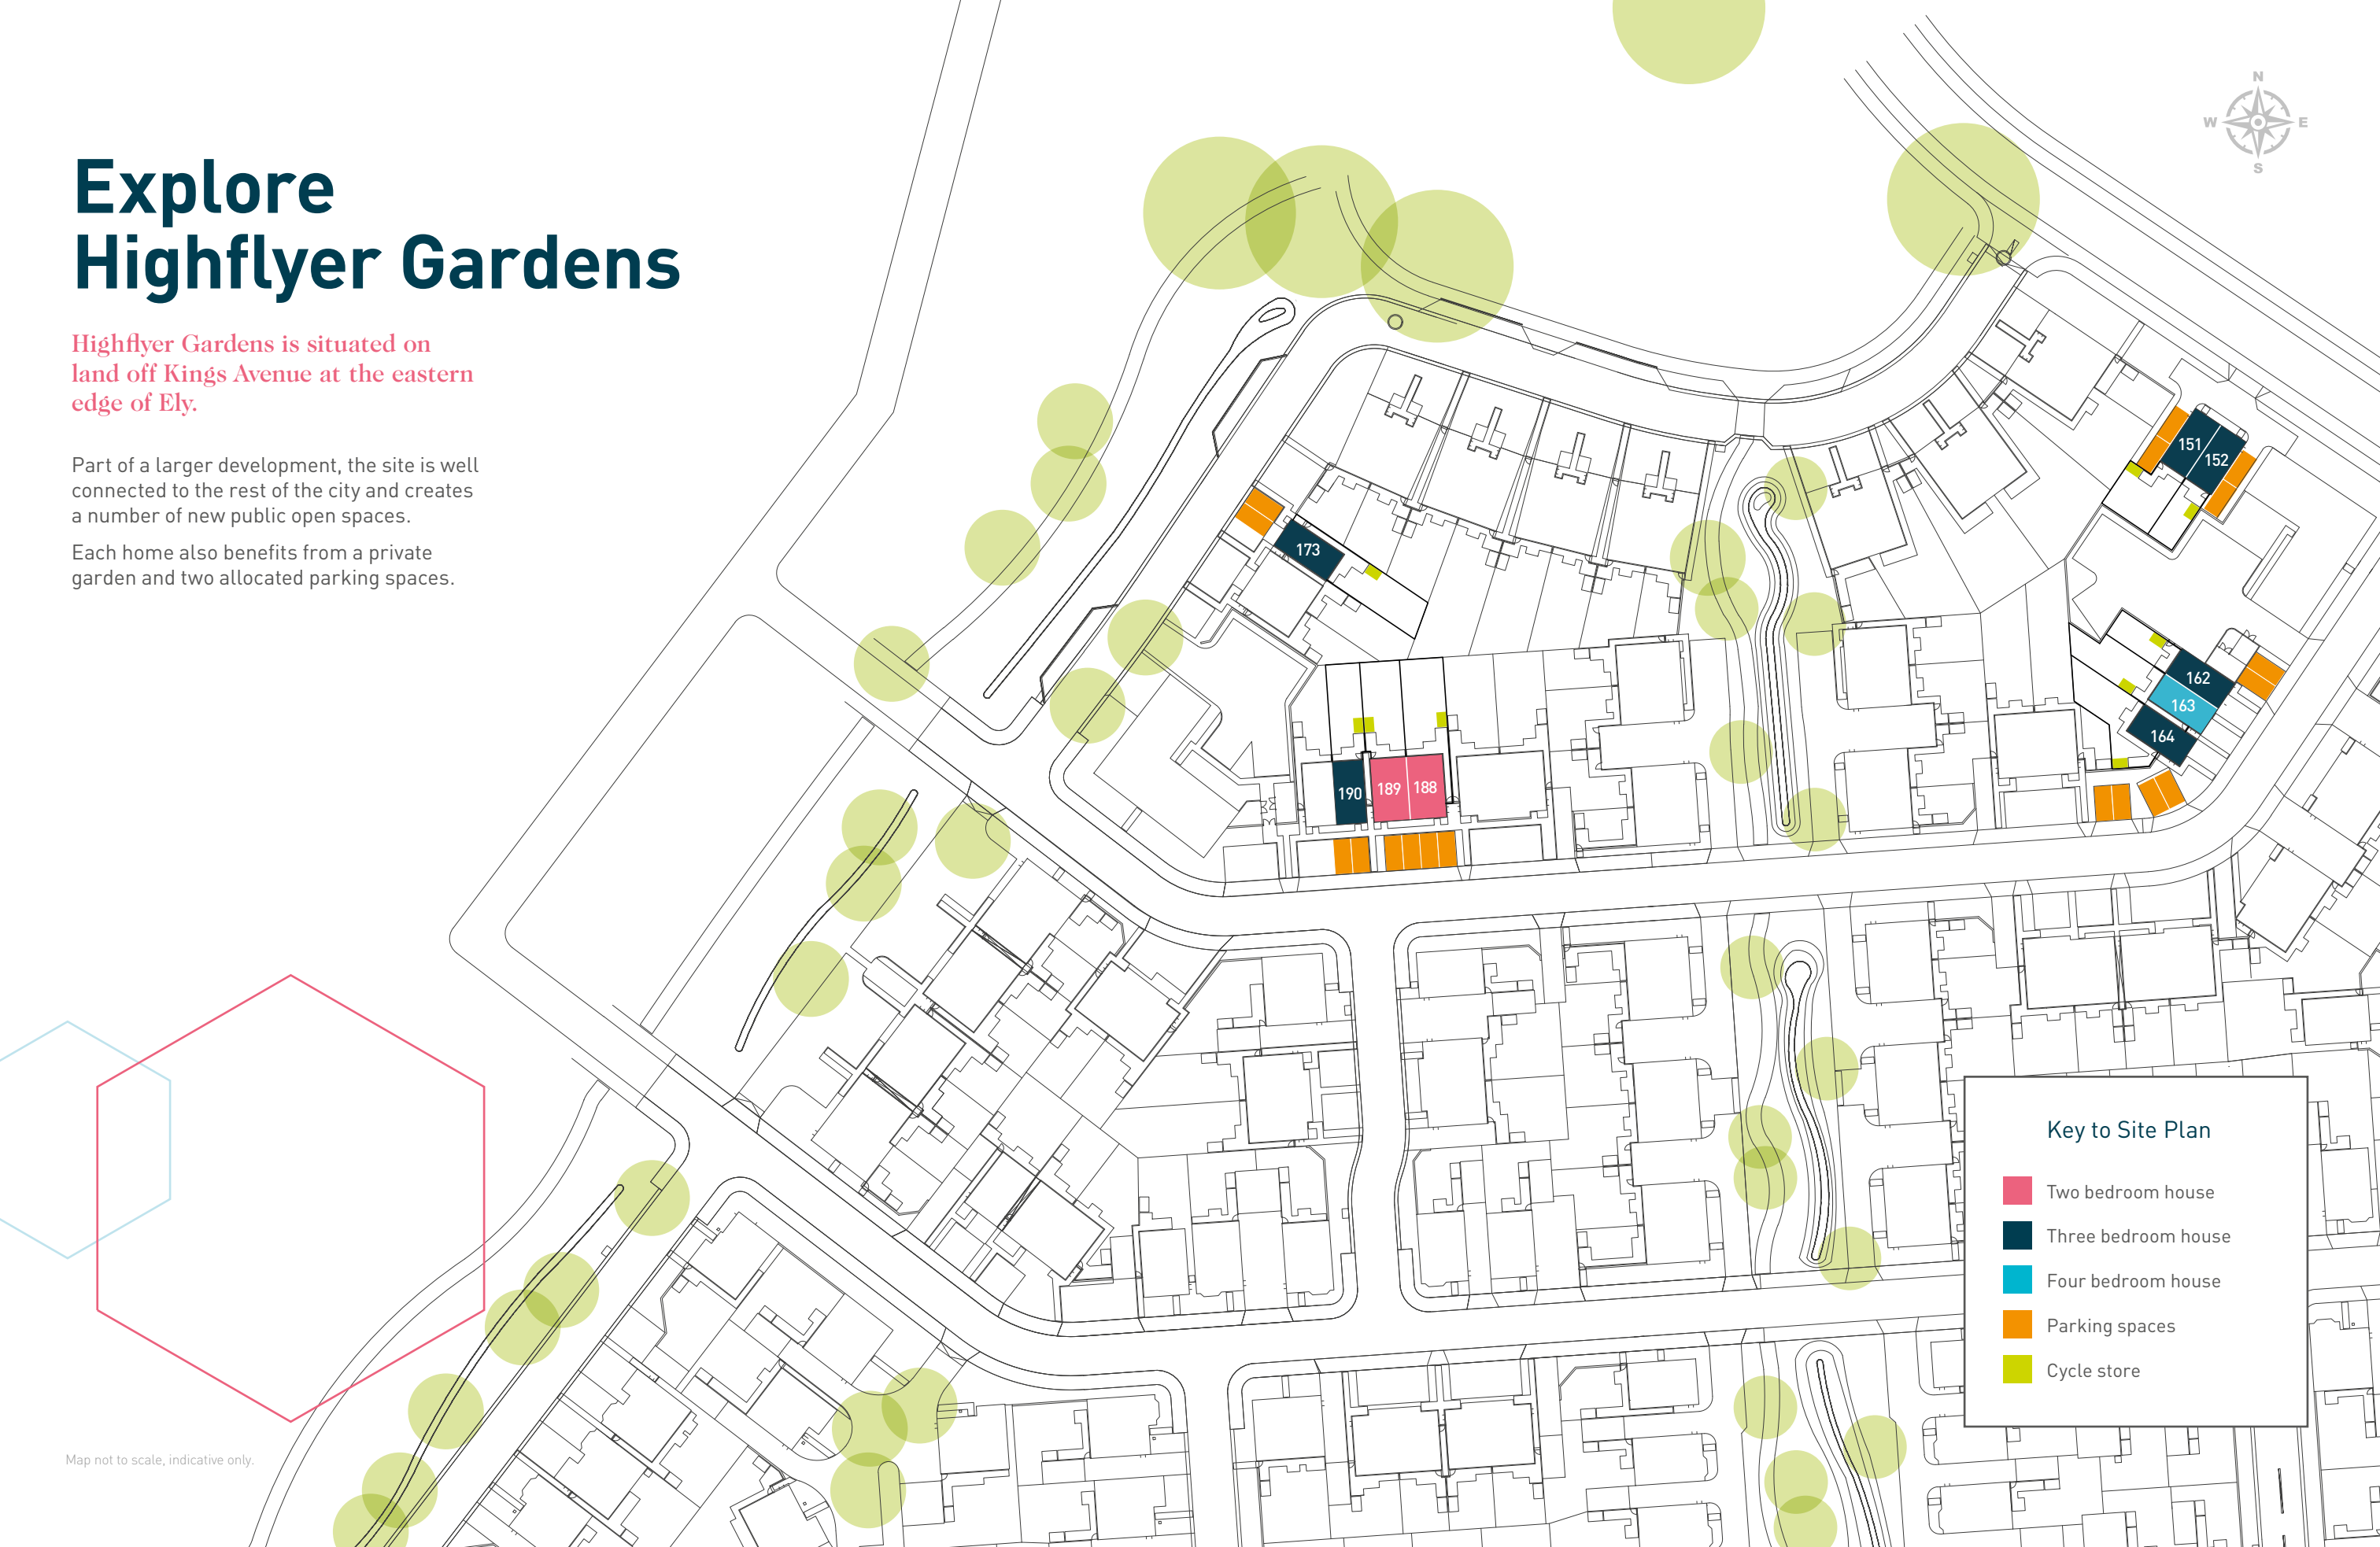 Explore
Highflyer Gardens
Highflyer Gardens is situated on
land off Kings Avenue at the eastern
edge of Ely.
Part of a larger development, the site is well
connected to the rest of the city and creates
a number of new public open spaces.
Each home also benefits from a private
garden and two allocated parking spaces.
N
W
E
S
151
152
173
162
163
164
190
189
188
Key to Site Plan
Two bedroom house
Three bedroom house
Four bedroom house
Parking spaces
Cycle store
Map not to scale, indicative only.